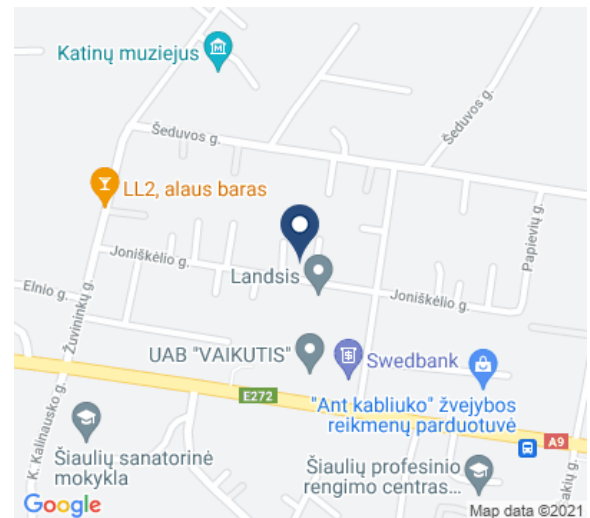 Katinų muziejus
Šeduvos g.
Šeduvos g.
LL2, alaus baras
Papievių g.
Joniškėlio g.
Landsis
Elnio g.
Joniškėlio g.
Žuvininkų g.
UAB "VAIKUTIS"
Swedbank
E272
"Ant kabliuko" žvejybos
reikmenų parduotuvė
A9
K. Kalinausko g.
Šiaulių sanatorinė
mokykla
Šiaulių profesinio
rengimo centras...
akių g.
Google
Map data ©2021